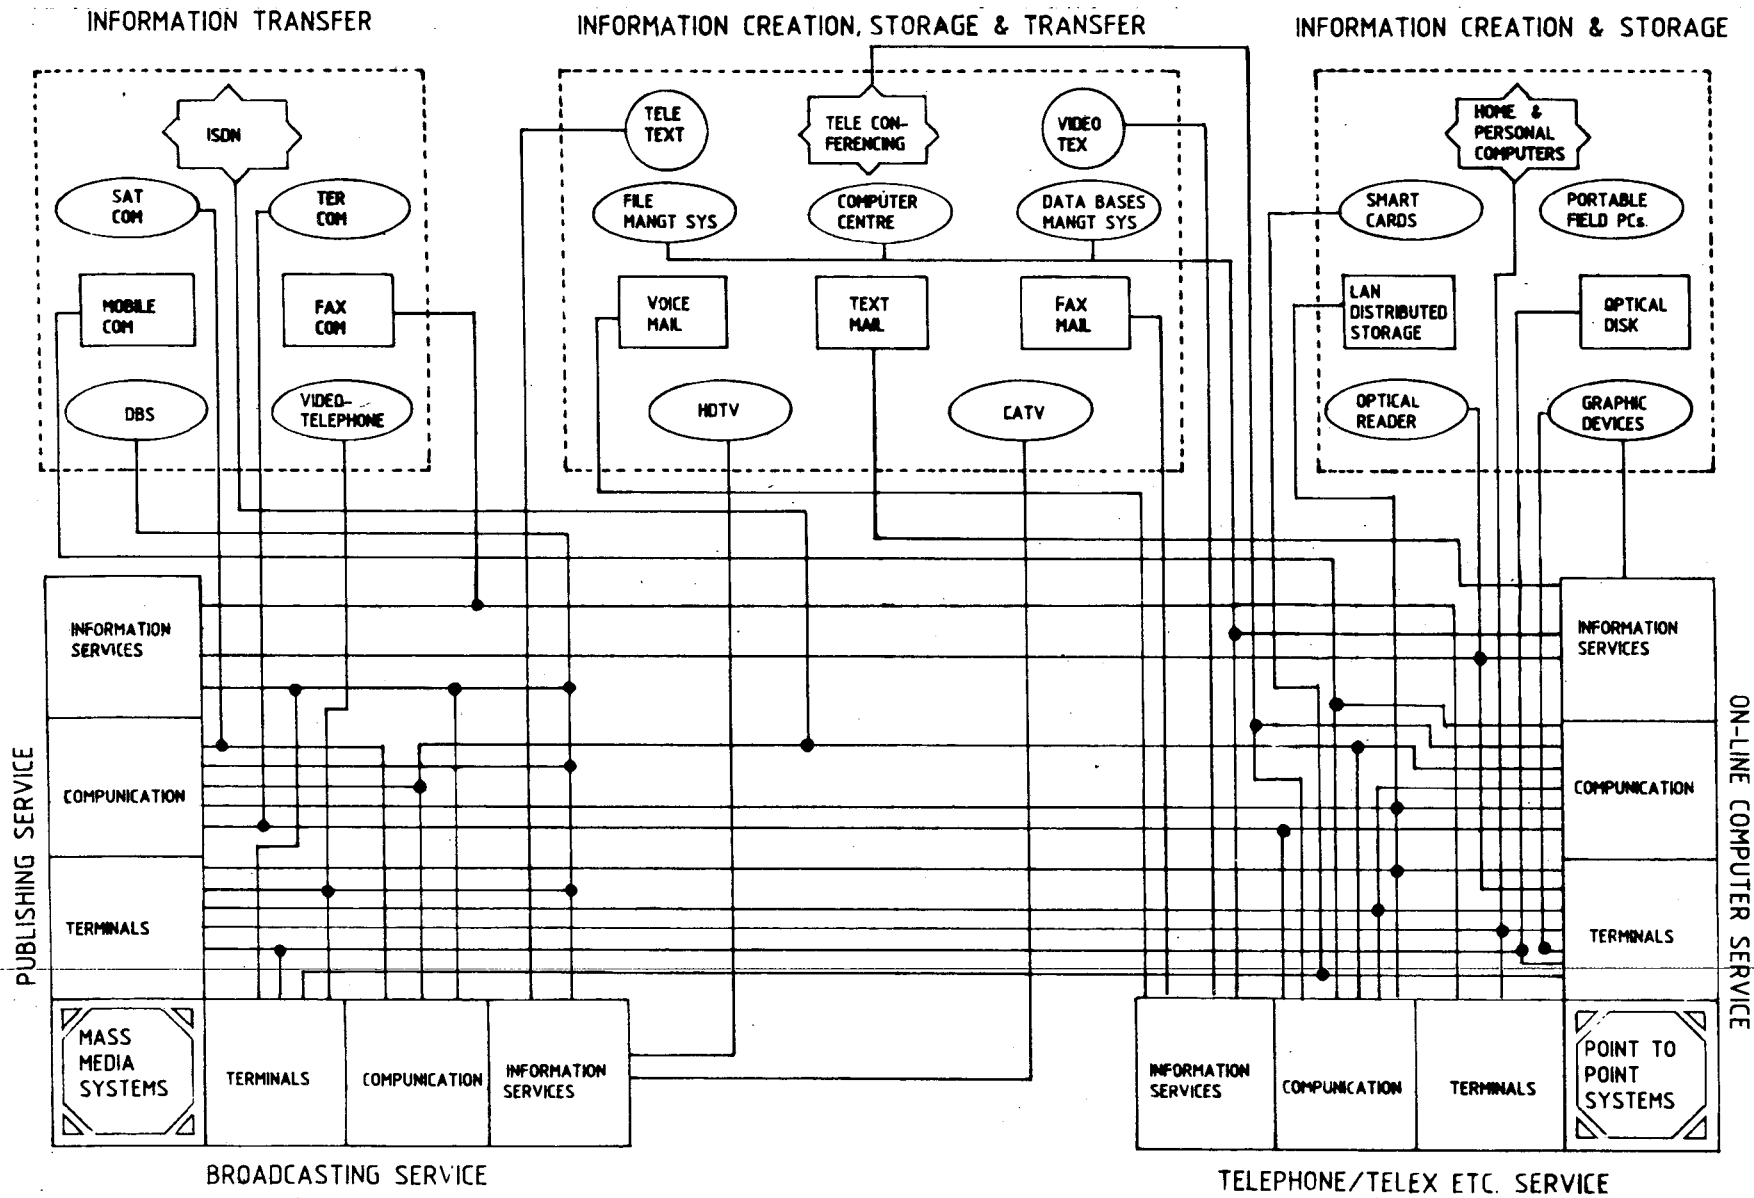 INFORMATION TRANSFER
INFORMATION CREATION, STORAGE & TRANSFER
INFORMATION CREATION & STORAGE
ISDN
SAT
COM
TER
COM
MOBILE
COM
FAX
COM
DBS
VIDEO-
TELEPHONE
TELE
TEXT
TELE CON-
FERENCING
VIDEO
TEX
FILE
MANGT SYS
COMPUTER
CENTRE
DATA BASES
MANGT SYS
VOICE
MAIL
TEXT
MAIL
FAX
MAIL
HDTV
CATV
HOME &
PERSONAL
COMPUTERS
SMART
CARDS
PORTABLE
FIELD PCs.
LAN
DISTRIBUTED
STORAGE
OPTICAL
DISK
OPTICAL
READER
GRAPHIC
DEVICES
PUBLISHING SERVICE
INFORMATION
SERVICES
COMPUNICATION
TERMINALS
MASS
MEDIA
SYSTEMS
TERMINALS
COMPUNICATION
INFORMATION
SERVICES
BROADCASTING SERVICE
INFORMATION
SERVICES
COMPUNICATION
TERMINALS
ON-LINE COMPUTER SERVICE
INFORMATION
SERVICES
COMPUNICATION
TERMINALS
POINT TO
POINT
SYSTEMS
TELEPHONE/TELEX ETC. SERVICE